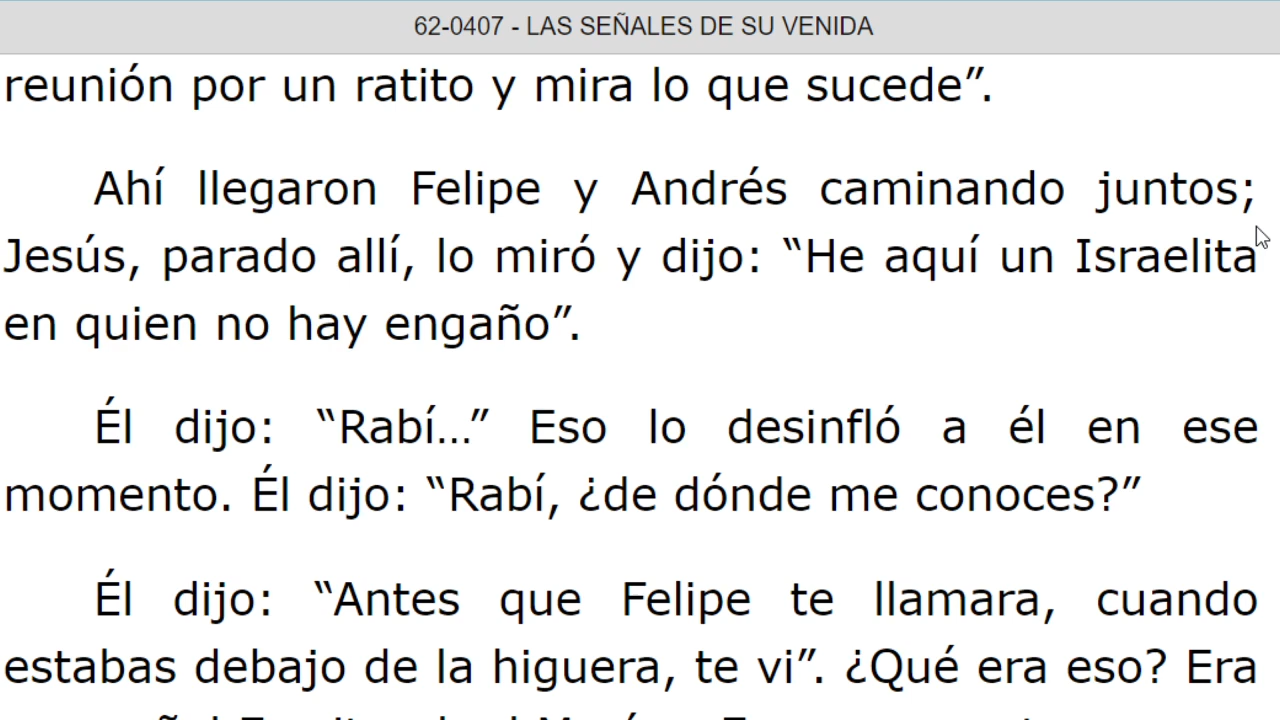 62-0407 - LAS SEÑALES DE SU VENIDA
reunión por un ratito y mira lo que sucede”.
Ahí llegaron Felipe y Andrés caminando juntos;
Jesús, parado allí, lo miró y dijo: “He aquí un Israelita
en quien no hay engaño”.
Él dijo: “Rabí…” Eso lo desinfló a él en ese
momento. Él dijo: “Rabí, ¿de dónde me conoces?”
Él dijo: “Antes que Felipe te llamara, cuando
estabas debajo de la higuera, te vi”. ¿Qué era eso? Era